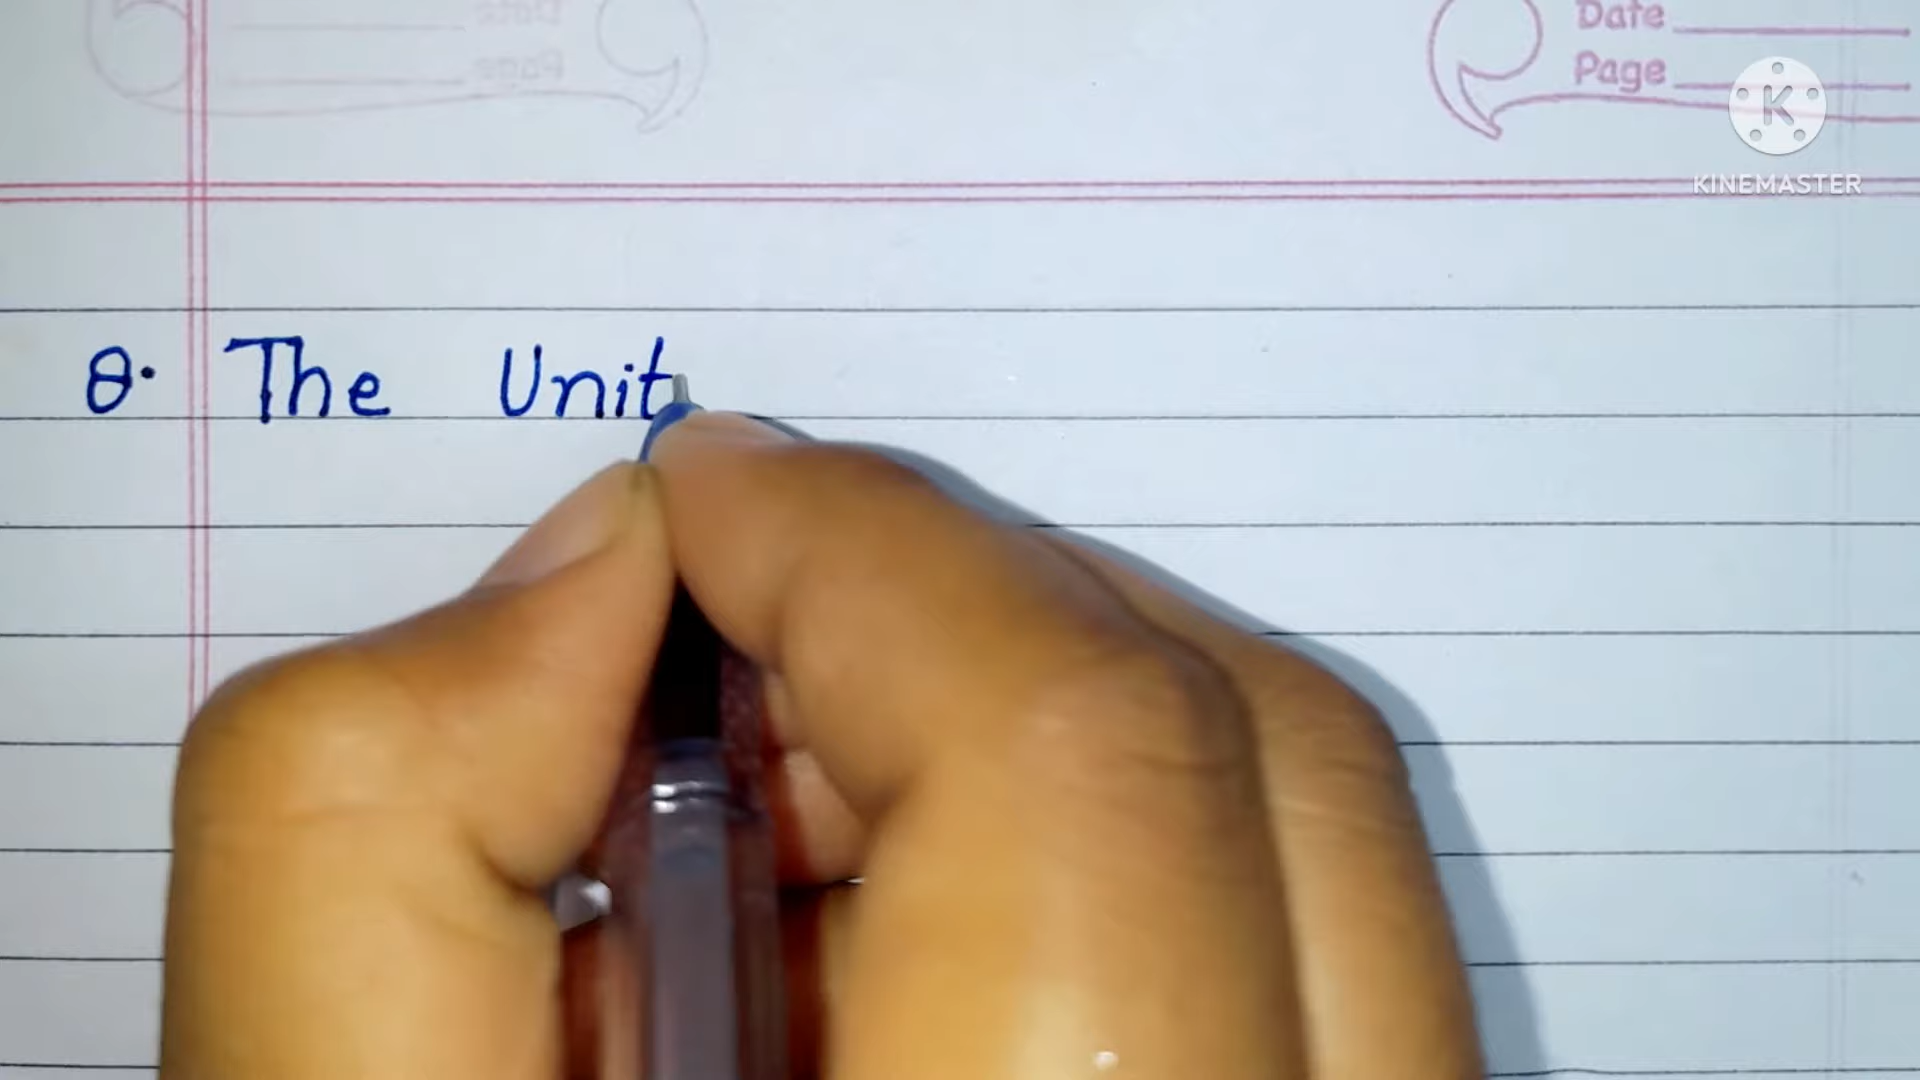 Date
Page
KINEMASTER
θ. The Unit